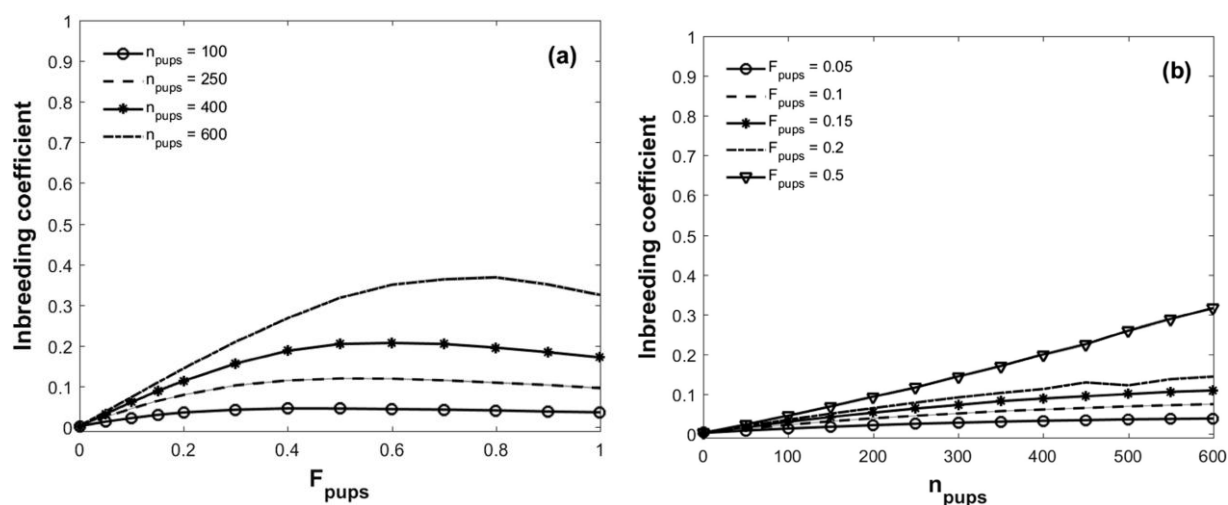 (a)
n_pups = 100
n_pups = 250
n_pups = 400
n_pups = 600
Inbreeding coefficient
1
0.9
0.8
0.7
0.6
0.5
0.4
0.3
0.2
0.1
0
0 0.2 0.4 0.6 0.8 1
F_pups
(b)
F_pups = 0.05
F_pups = 0.1
F_pups = 0.15
F_pups = 0.2
F_pups = 0.5
Inbreeding coefficient
1
0.9
0.8
0.7
0.6
0.5
0.4
0.3
0.2
0.1
0
0 100 200 300 400 500 600
n_pups